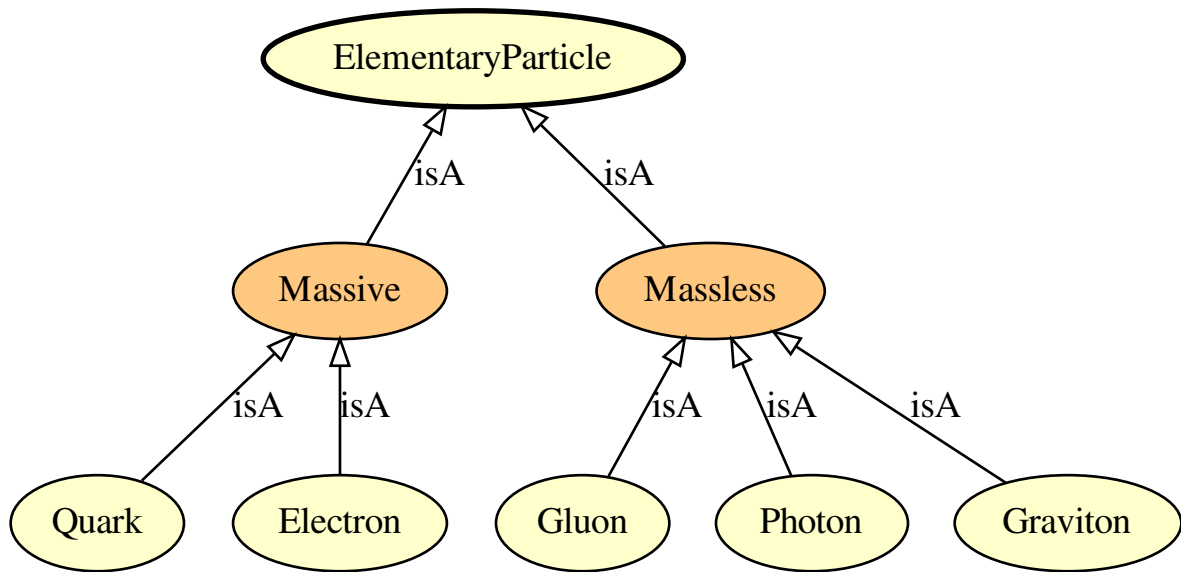 ElementaryParticle
isA
isA
Massive
Massless
isA
isA
isA
isA
isA
Quark
Electron
Gluon
Photon
Graviton